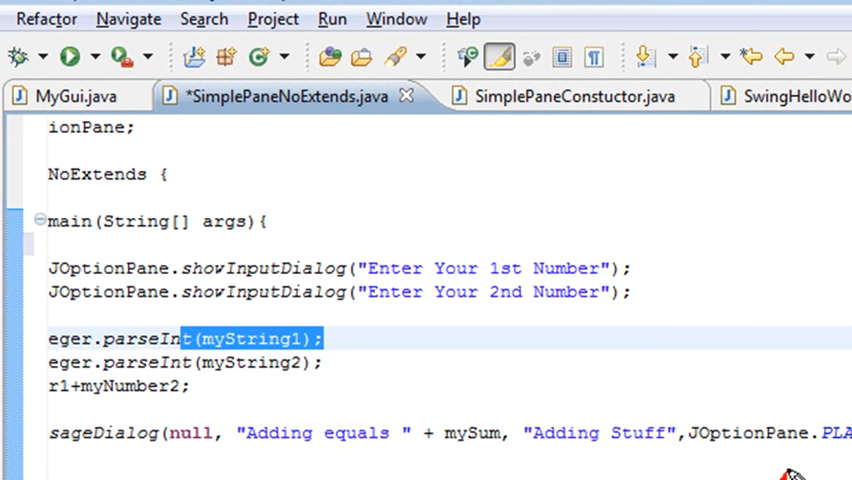 Refactor Navigate Search Project Run Window Help
MyGui.java *SimplePaneNoExtends.java SimplePaneConstuctor.java SwingHelloWo
ionPane;
NoExtends {
main(String[] args){
JOptionPane.showInputDialog("Enter Your 1st Number");
JOptionPane.showInputDialog("Enter Your 2nd Number");
eger.parseInt(myString1);
eger.parseInt(myString2);
r1+myNumber2;
sageDialog(null, "Adding equals " + mySum, "Adding Stuff",JOptionPane.PLA